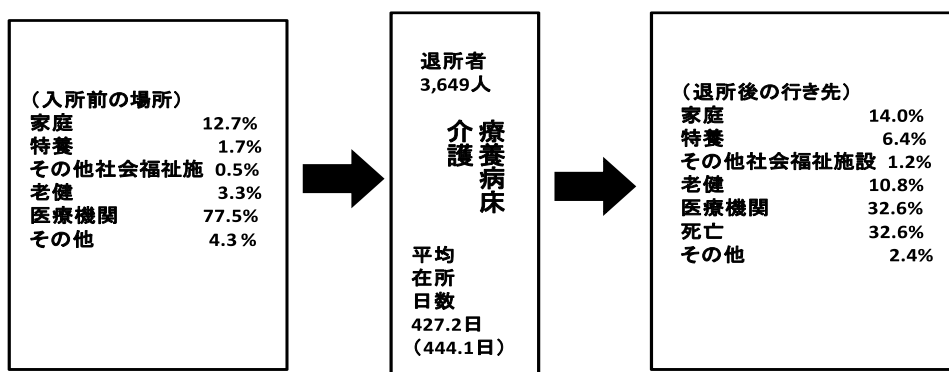 （入所前の場所）
家庭 12.7%
特養 1.7%
その他社会福祉施 0.5%
老健 3.3%
医療機関 77.5%
その他 4.3%
退所者
3,649人
療養病床
介護
平均
在所
日数
427.2日
（444.1日）
（退所後の行き先）
家庭 14.0%
特養 6.4%
その他社会福祉施設 1.2%
老健 10.8%
医療機関 32.6%
死亡 32.6%
その他 2.4%